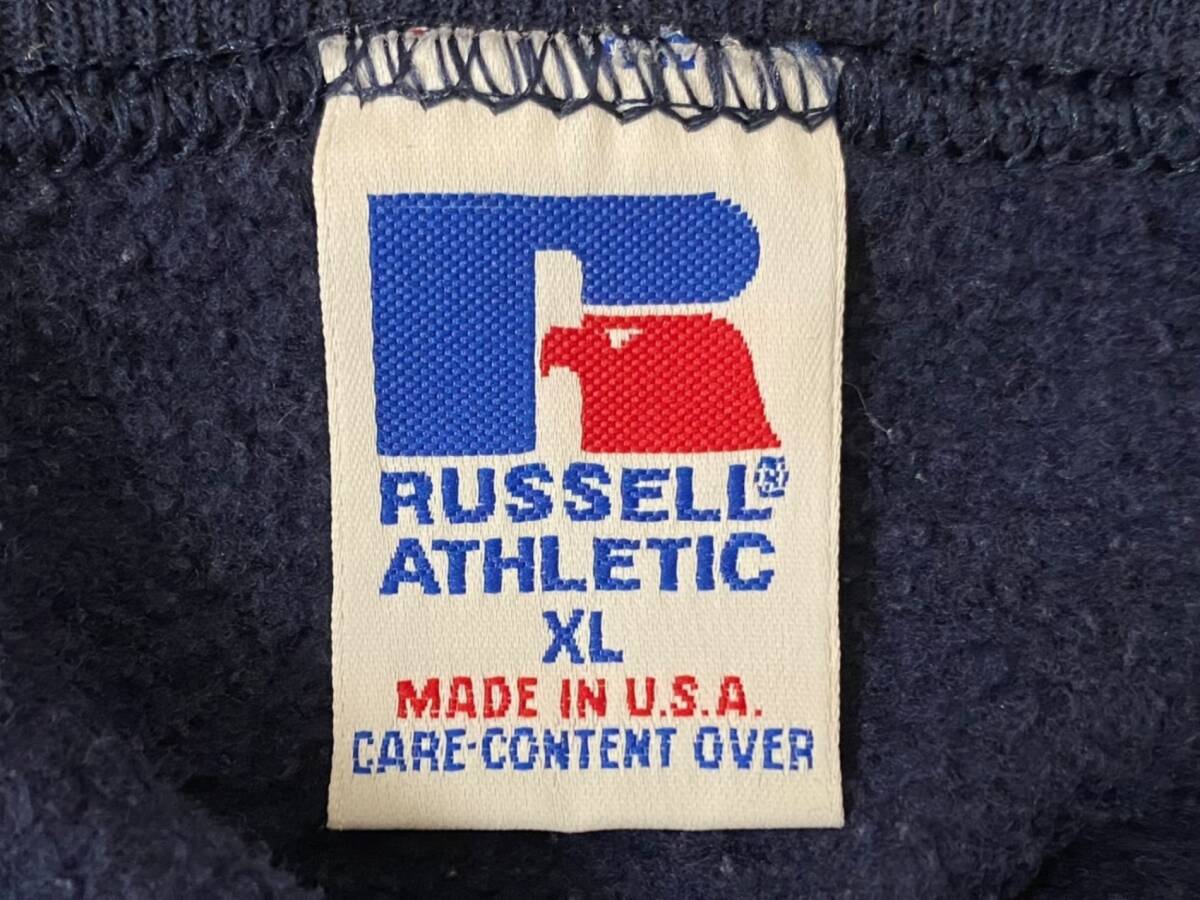 RUSSELL®
ATHLETIC
XL
MADE IN U.S.A.
CARE-CONTENT OVER